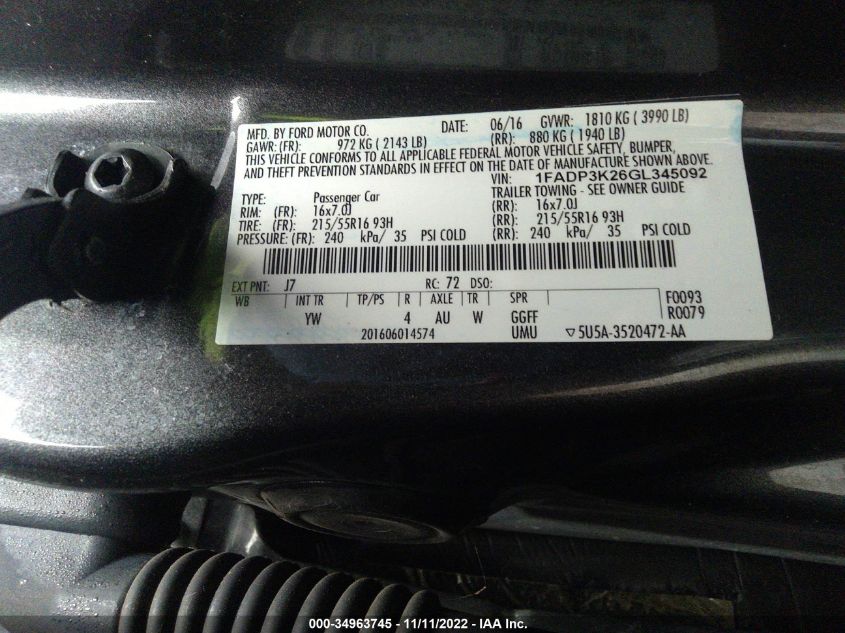 MFD. BY FORD MOTOR CO. DATE: 06/16 GVWR: 1810 KG ( 3990 LB)
GAWR: (FR): 972 KG ( 2143 LB) (RR): 880 KG ( 1940 LB)
THIS VEHICLE CONFORMS TO ALL APPLICABLE FEDERAL MOTOR VEHICLE SAFETY, BUMPER,
AND THEFT PREVENTION STANDARDS IN EFFECT ON THE DATE OF MANUFACTURE SHOWN ABOVE.
VIN: 1FADP3K26GL345092
TYPE: Passenger Car TRAILER TOWING - SEE OWNER GUIDE
RIM: (FR): 16x7.0J (RR): 16x7.0J
TIRE: (FR): 215/55R16 93H (RR): 215/55R16 93H
PRESSURE: (FR): 240 kPa/ 35 PSI COLD (RR): 240 kPa/ 35 PSI COLD
EXT PNT: J7 RC: 72 DSO:
WB INT TR TP/PS R AXLE TR SPR F0093
YW 4 AU W GGFF R0079
201606014574 UMU ▽5U5A-3520472-AA
000-34963745 - 11/11/2022 - IAA Inc.